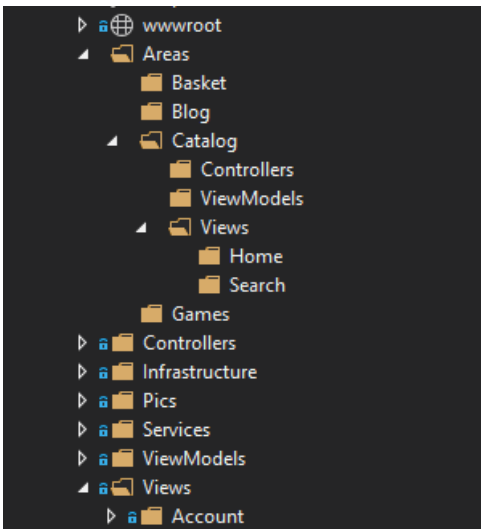 wwwroot
Areas
Basket
Blog
Catalog
Controllers
ViewModels
Views
Home
Search
Games
Controllers
Infrastructure
Pics
Services
ViewModels
Views
Account